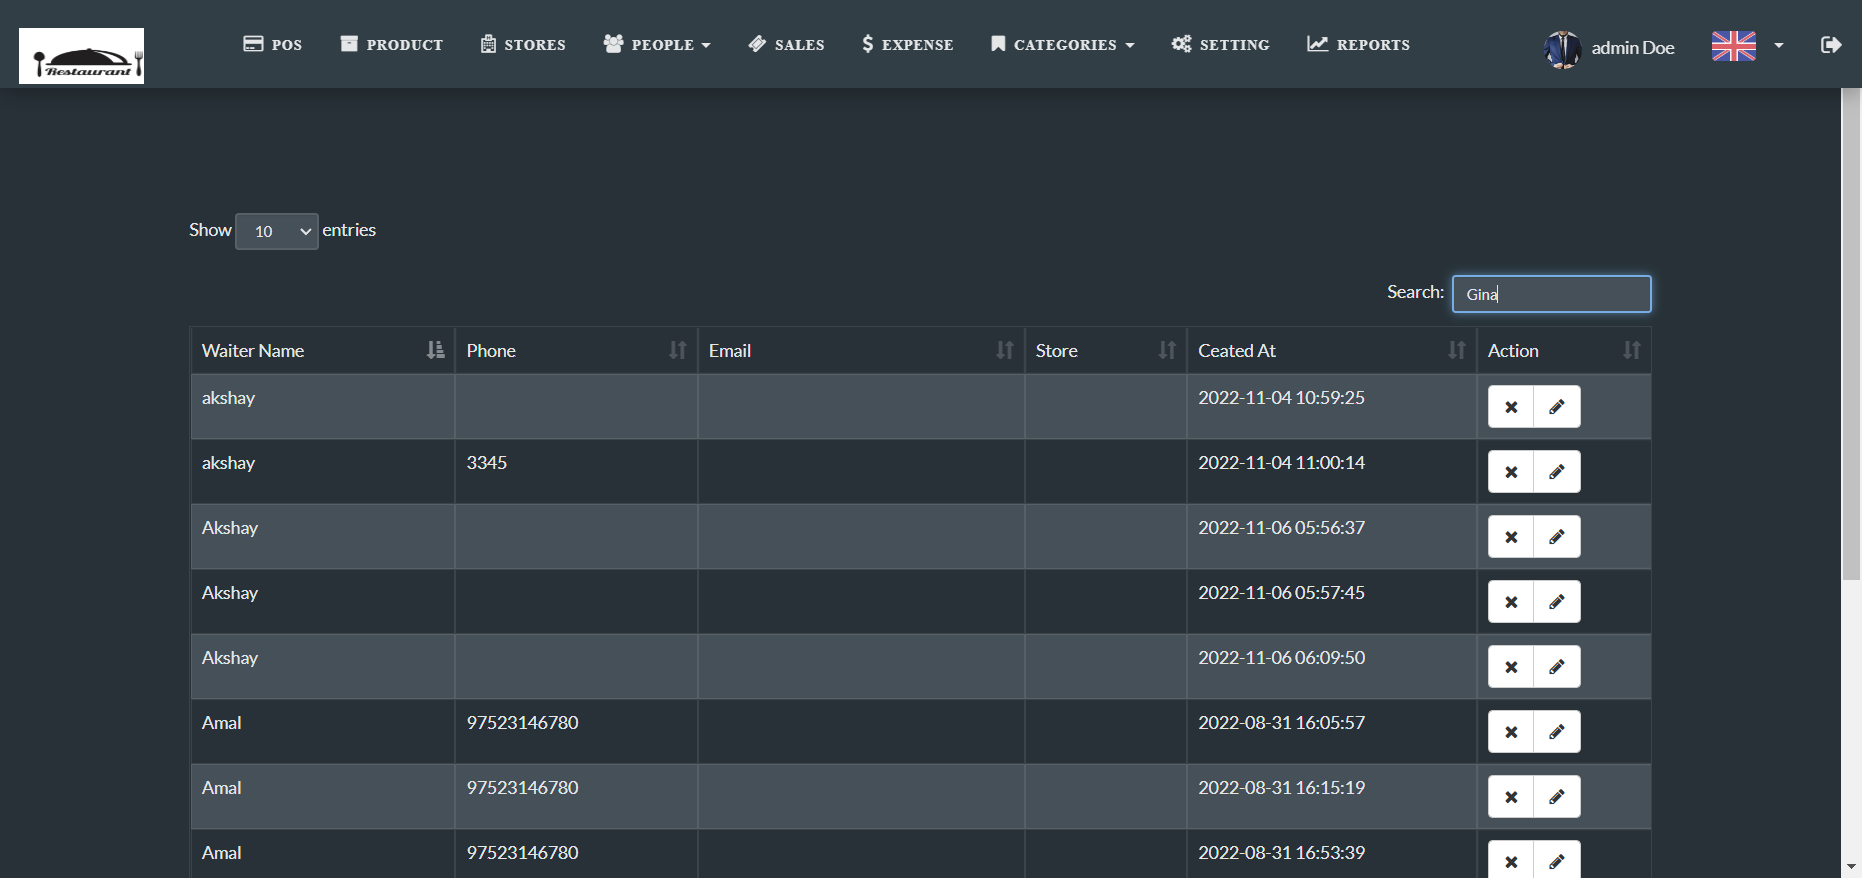 Restaurant
POS PRODUCT STORES PEOPLE SALES EXPENSE CATEGORIES SETTING REPORTS admin Doe
Show 10 entries
Search: Gina
Waiter Name Phone Email Store Ceated At Action
akshay 2022-11-04 10:59:25
akshay 3345 2022-11-04 11:00:14
Akshay 2022-11-06 05:56:37
Akshay 2022-11-06 05:57:45
Akshay 2022-11-06 06:09:50
Amal 97523146780 2022-08-31 16:05:57
Amal 97523146780 2022-08-31 16:15:19
Amal 97523146780 2022-08-31 16:53:39